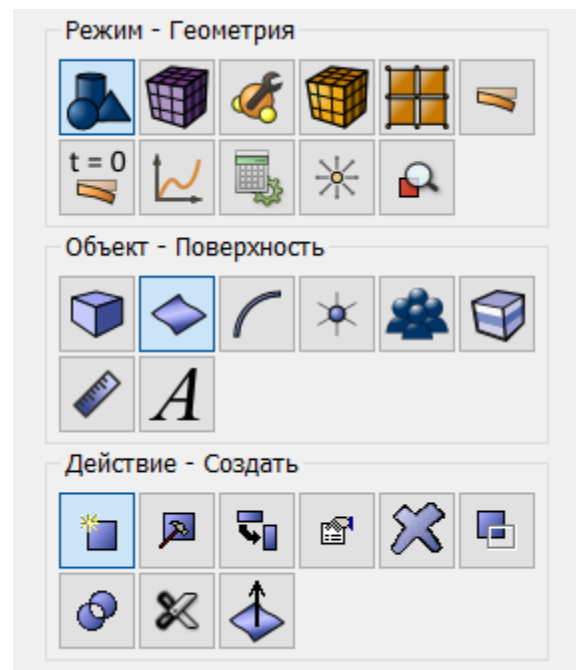 Режим - Геометрия
t = 0
Объект - Поверхность
A
Действие - Создать